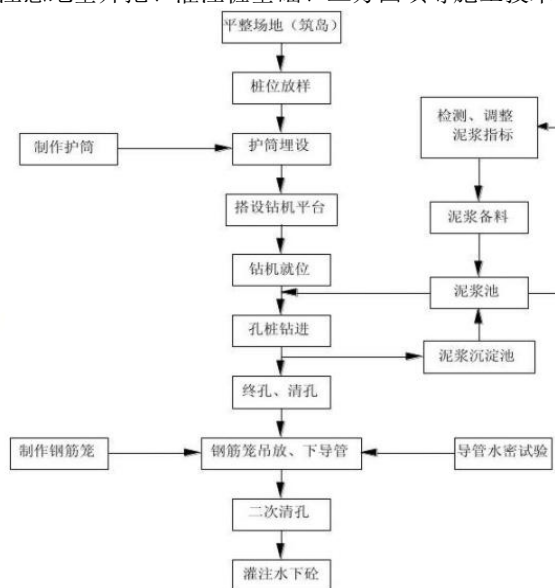 平整场地（筑岛）
桩位放样
制作护筒
护筒埋设
检测、调整
泥浆指标
搭设钻机平台
泥浆备料
钻机就位
泥浆池
孔桩钻进
泥浆沉淀池
终孔、清孔
制作钢筋笼
钢筋笼吊放、下导管
导管水密试验
二次清孔
灌注水下砼